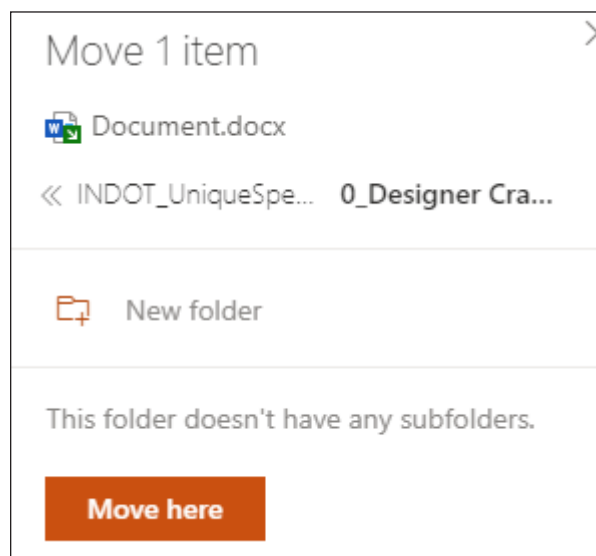 Move 1 item
Document.docx
INDOT_UniqueSpe... 0_Designer Cra...
New folder
This folder doesn't have any subfolders.
Move here